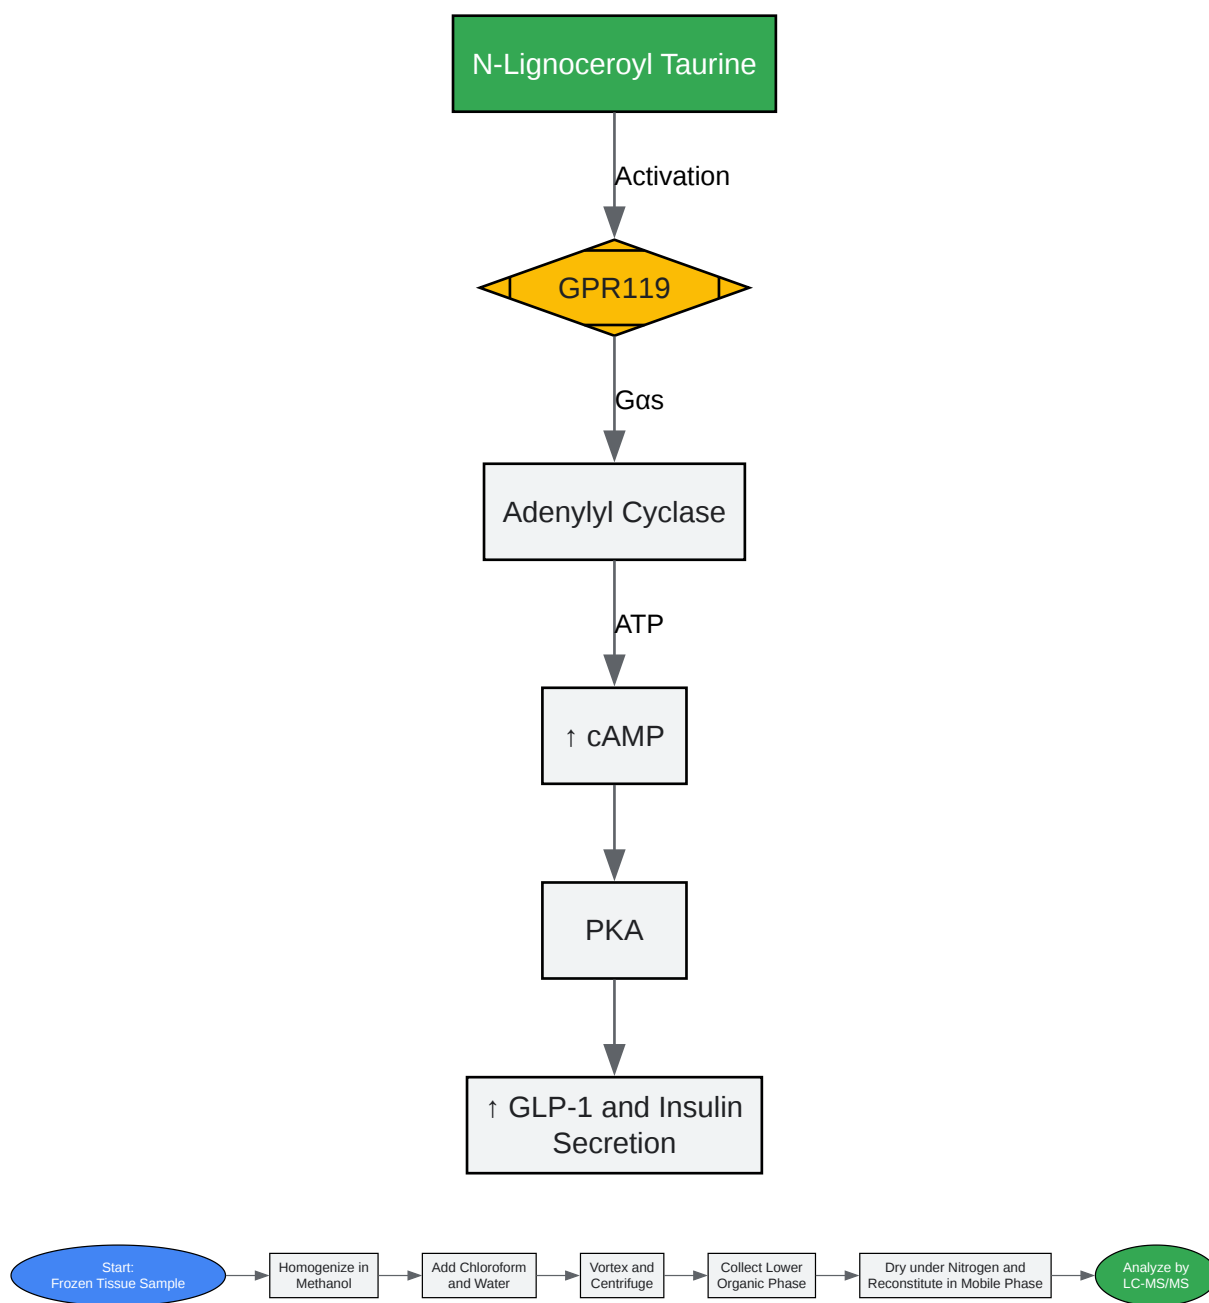 N-Lignoceroyl Taurine
Activation
GPR119
Gαs
Adenylyl Cyclase
ATP
↑ cAMP
PKA
↑ GLP-1 and Insulin
Secretion
Start:
Frozen Tissue Sample
Homogenize in
Methanol
Add Chloroform
and Water
Vortex and
Centrifuge
Collect Lower
Organic Phase
Dry under Nitrogen and
Reconstitute in Mobile Phase
Analyze by
LC-MS/MS